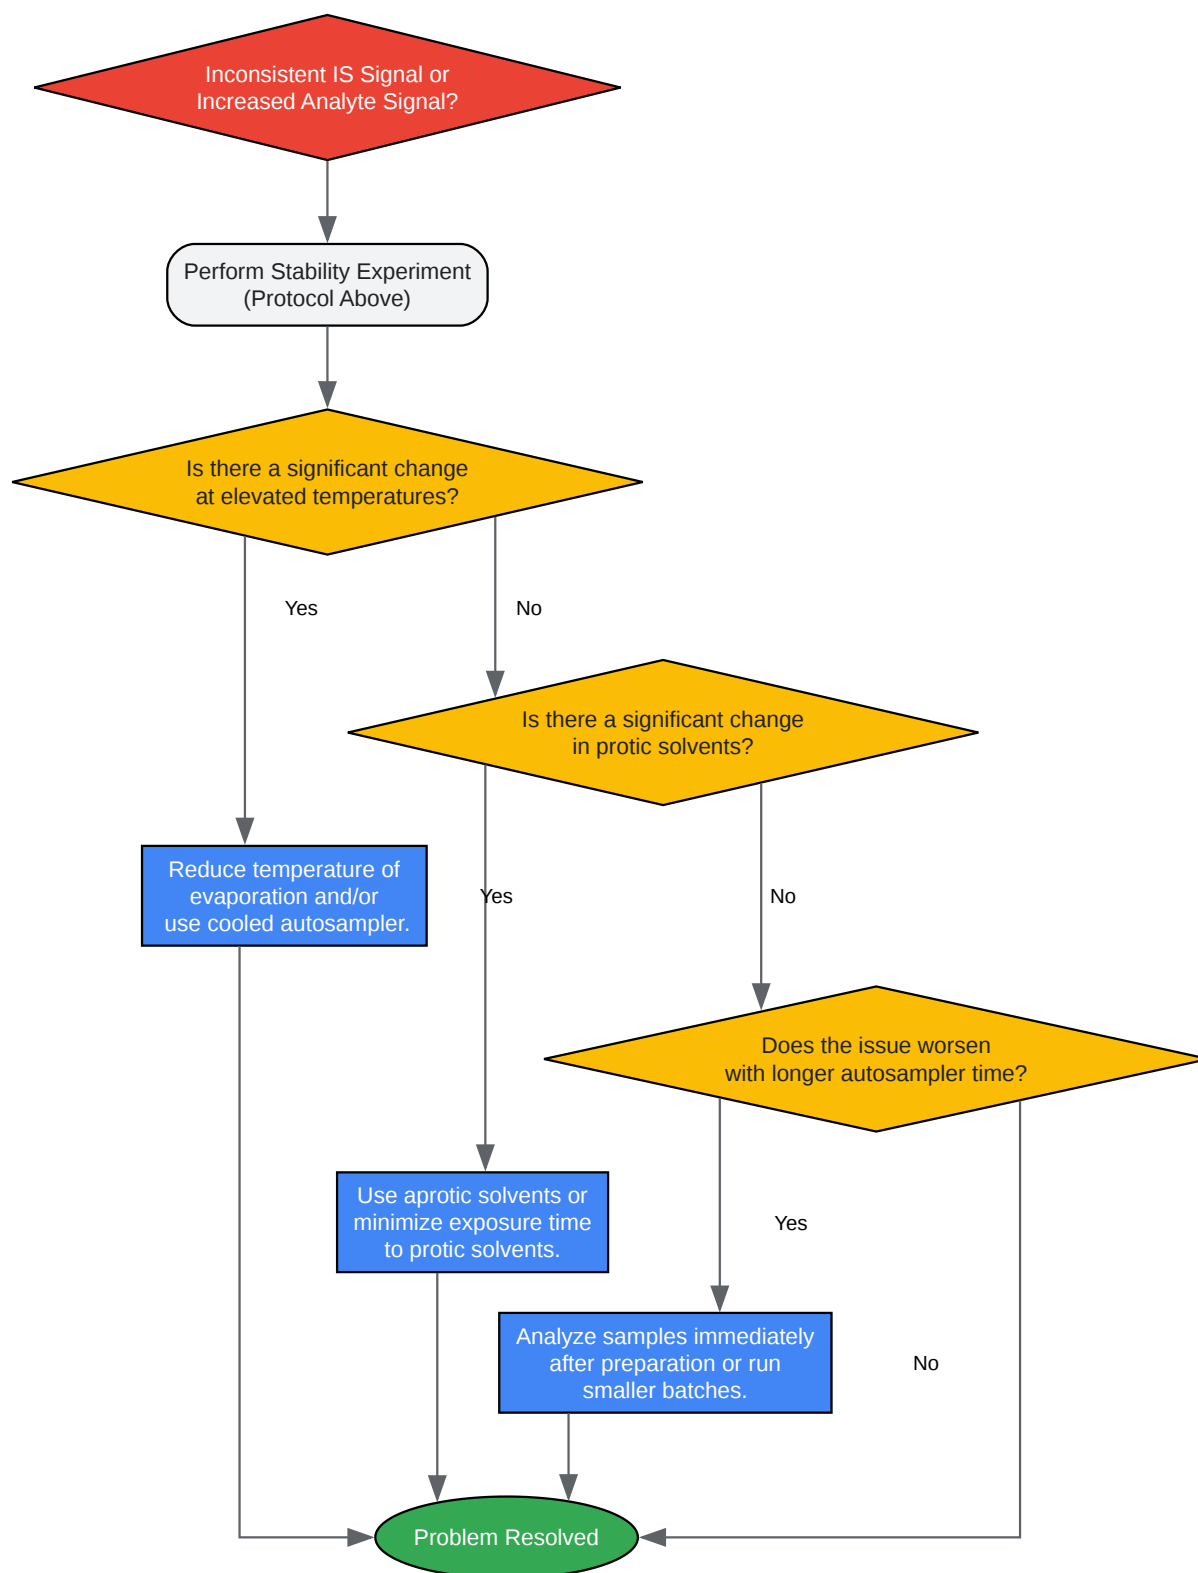 Inconsistent IS Signal or
Increased Analyte Signal?
Perform Stability Experiment
(Protocol Above)
Is there a significant change
at elevated temperatures?
Yes
No
Is there a significant change
in protic solvents?
Reduce temperature of
evaporation and/or
use cooled autosampler.
Yes
No
Does the issue worsen
with longer autosampler time?
Use aprotic solvents or
minimize exposure time
to protic solvents.
Yes
Analyze samples immediately
after preparation or run
smaller batches.
No
Problem Resolved